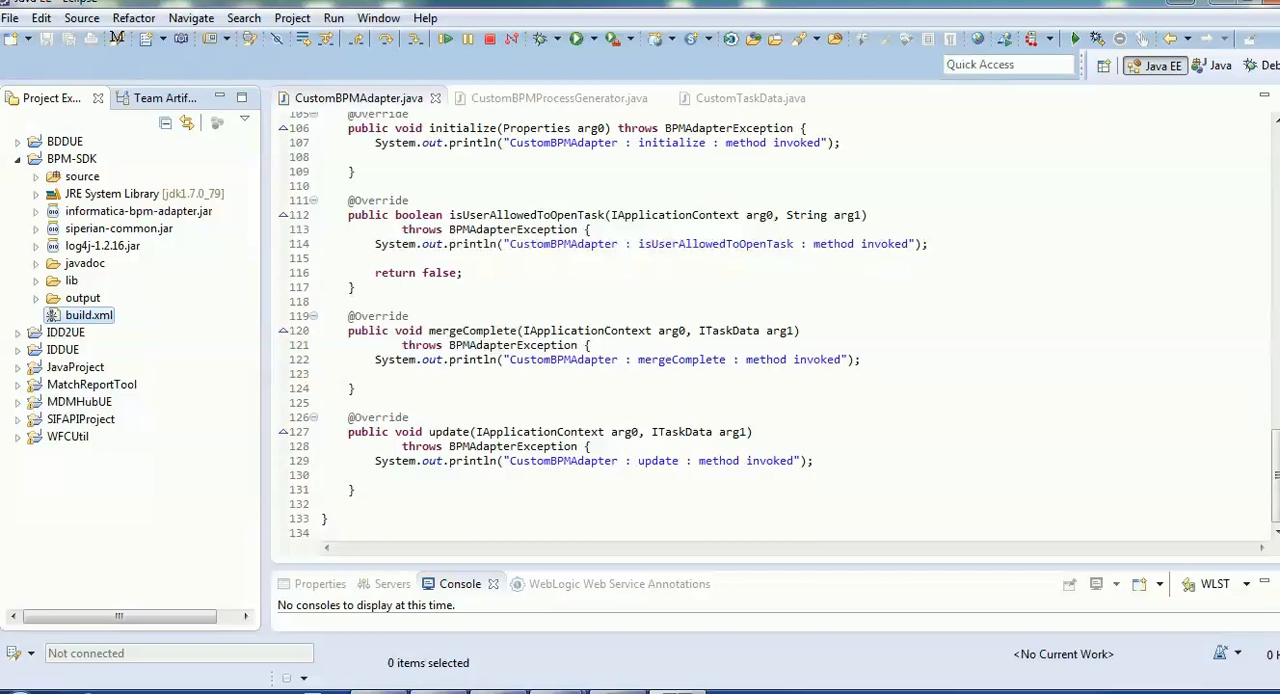 Java EE - Eclipse
File Edit Source Refactor Navigate Search Project Run Window Help
Quick Access
Java EE
Java
Deb
Project Ex...
Team Artif...
CustomBPMAdapter.java
CustomBPMProcessGenerator.java
CustomTaskData.java
BDDUE
BPM-SDK
source
JRE System Library [jdk1.7.0_79]
informatica-bpm-adapter.jar
siperian-common.jar
log4j-1.2.16.jar
javadoc
lib
output
build.xml
IDD2UE
IDDUE
JavaProject
MatchReportTool
MDMHubUE
SIFAPIProject
WFCUtil
105 @Override
106 public void initialize(Properties arg0) throws BPMAdapterException {
107 System.out.println("CustomBPMAdapter : initialize : method invoked");
108
109 }
110
111 @Override
112 public boolean isUserAllowedToOpenTask(IApplicationContext arg0, String arg1)
113 throws BPMAdapterException {
114 System.out.println("CustomBPMAdapter : isUserAllowedToOpenTask : method invoked");
115
116 return false;
117 }
118
119 @Override
120 public void mergeComplete(IApplicationContext arg0, ITaskData arg1)
121 throws BPMAdapterException {
122 System.out.println("CustomBPMAdapter : mergeComplete : method invoked");
123
124 }
125
126 @Override
127 public void update(IApplicationContext arg0, ITaskData arg1)
128 throws BPMAdapterException {
129 System.out.println("CustomBPMAdapter : update : method invoked");
130
131 }
132
133 }
134
Properties Servers Console WebLogic Web Service Annotations
WLST
No consoles to display at this time.
Not connected
0 items selected
<No Current Work>
0